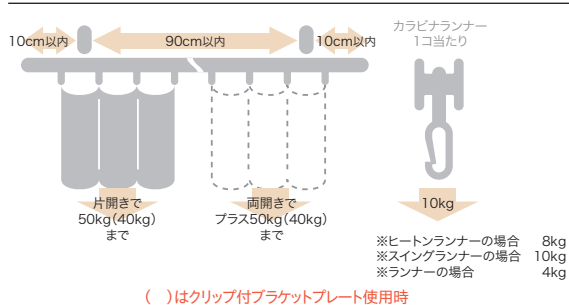 10cm以内
90cm以内
10cm以内
カラビナランナー
1コ当たり
片開きで
50kg(40kg)
まで
両開きで
プラス50kg(40kg)
まで
10kg
※ヒートンランナーの場合 8kg
※スイングランナーの場合 10kg
※ランナーの場合 4kg
( )はクリップ付ブラケットプレート使用時